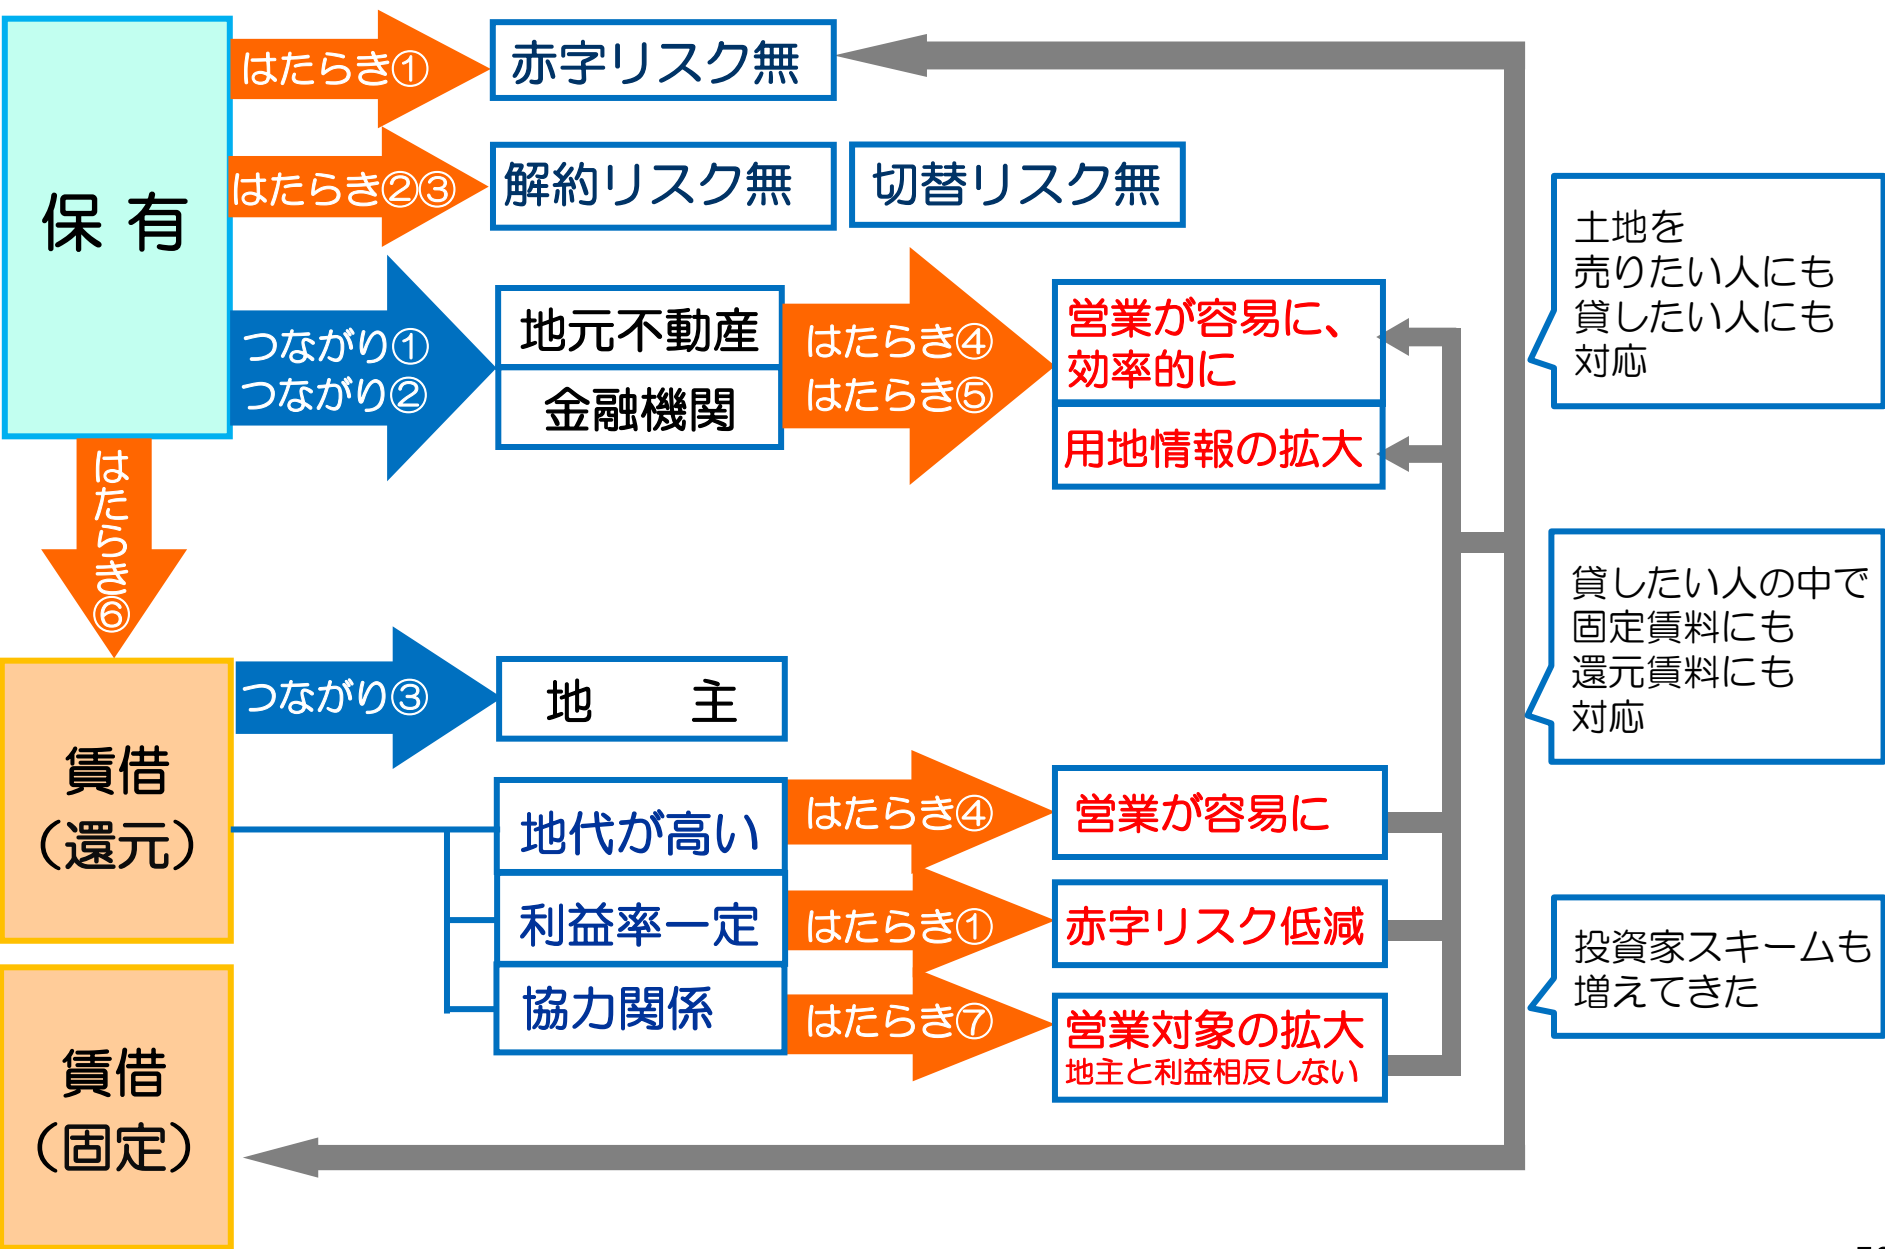 保 有
はたらき①
赤字リスク無
はたらき②③
解約リスク無
切替リスク無
つながり①
つながり②
地元不動産
金融機関
はたらき④
はたらき⑤
営業が容易に、
効率的に
用地情報の拡大
はたらき⑥
賃借
（還元）
つながり③
地　　主
地代が高い
はたらき④
営業が容易に
利益率一定
はたらき①
赤字リスク低減
協力関係
はたらき⑦
営業対象の拡大
地主と利益相反しない
賃借
（固定）
土地を
売りたい人にも
貸したい人にも
対応
貸したい人の中で
固定賃料にも
還元賃料にも
対応
投資家スキームも
増えてきた